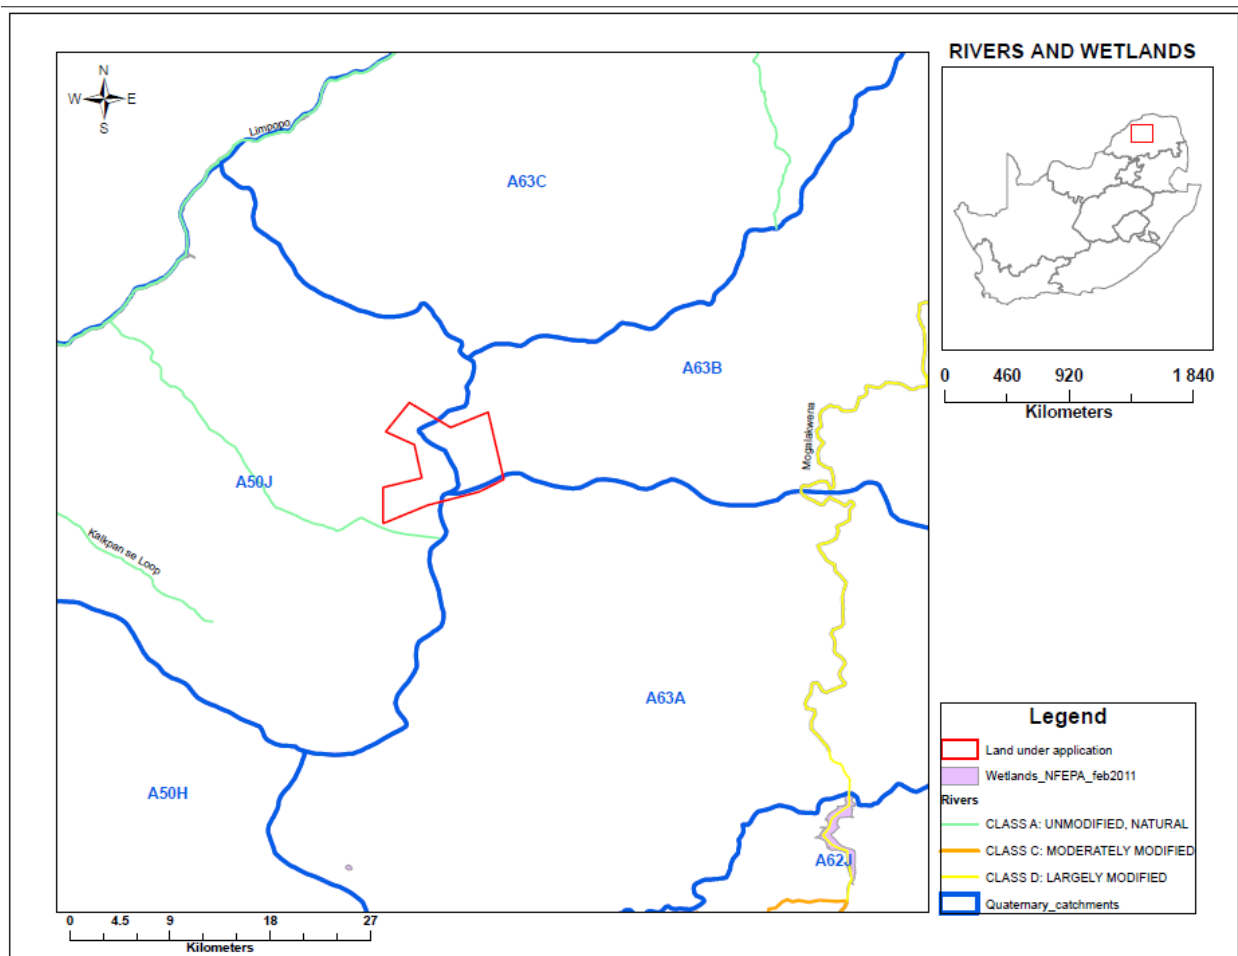 RIVERS AND WETLANDS
N
W E
S
Limpopo
A63C
A63B
Mogalakwena
A50J
Kalkpan se Loop
A63A
A50H
A62J
0 4.5 9 18 27
Kilometers
0 460 920 1 840
Kilometers
Legend
Land under application
Wetlands_NFEPA_feb2011
Rivers
CLASS A: UNMODIFIED, NATURAL
CLASS C: MODERATELY MODIFIED
CLASS D: LARGELY MODIFIED
Quaternary_catchments